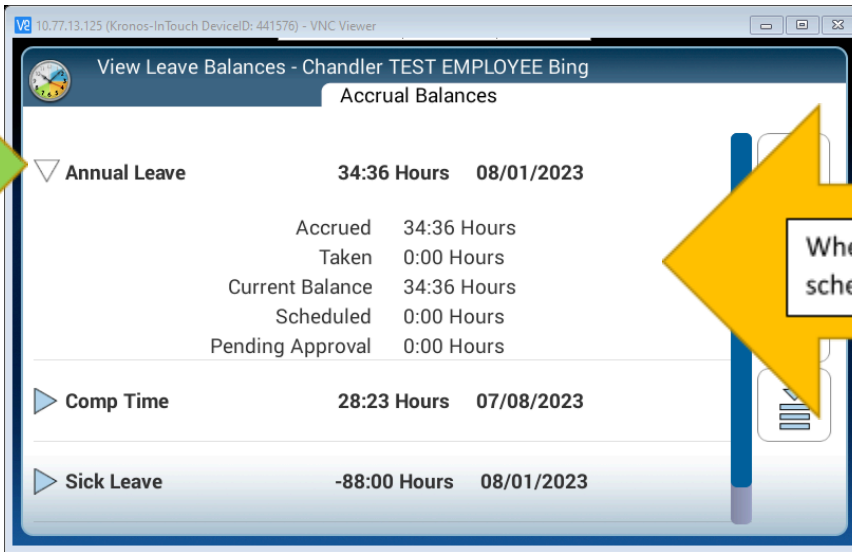 10.77.13.125 (Kronos-InTouch DeviceID: 441576) - VNC Viewer
View Leave Balances - Chandler TEST EMPLOYEE Bing
Accrual Balances
Annual Leave 34:36 Hours 08/01/2023
Accrued 34:36 Hours
Taken 0:00 Hours
Current Balance 34:36 Hours
Scheduled 0:00 Hours
Pending Approval 0:00 Hours
Comp Time 28:23 Hours 07/08/2023
Sick Leave -88:00 Hours 08/01/2023